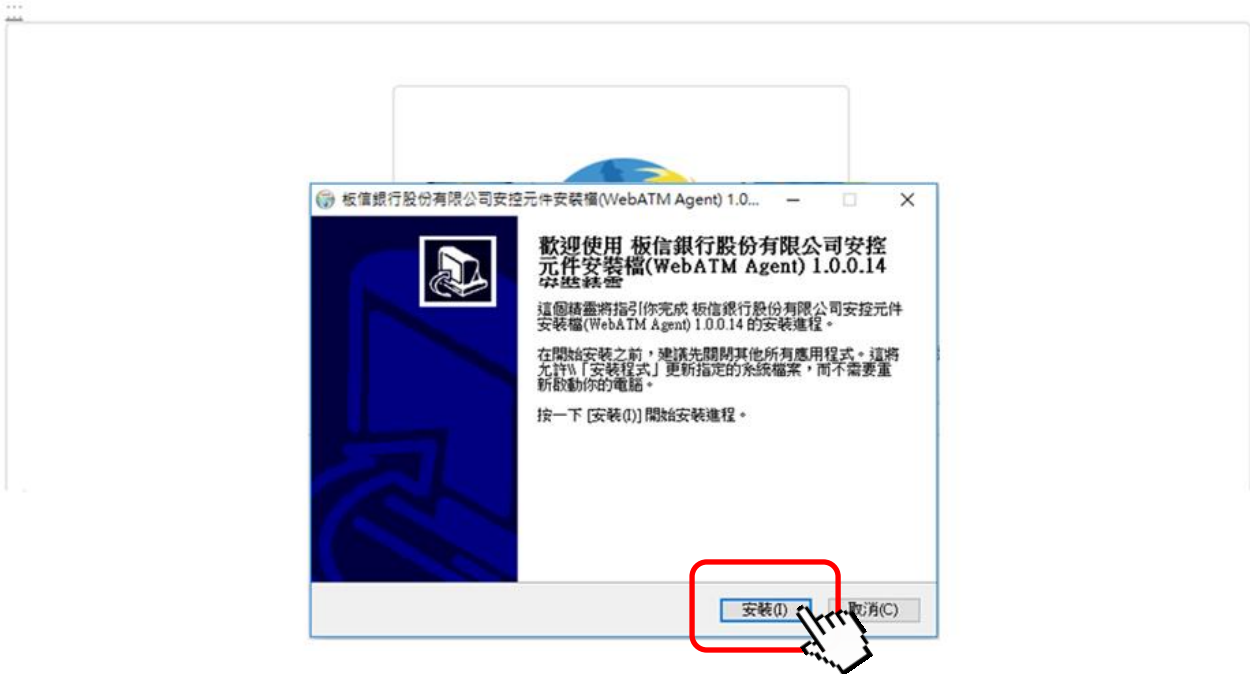 板信銀行股份有限公司安控元件安裝檔(WebATM Agent) 1.0...
歡迎使用 板信銀行股份有限公司安控
元件安裝檔(WebATM Agent) 1.0.0.14
安裝精靈
這個精靈將指引你完成 板信銀行股份有限公司安控元件
安裝檔(WebATM Agent) 1.0.0.14 的安裝進程。
在開始安裝之前，建議先關閉其他所有應用程式。這將
允許\\「安裝程式」更新指定的系統檔案，而不需要重
新啟動你的電腦。
按一下 [安裝(I)] 開始安裝進程。
安裝(I)
取消(C)